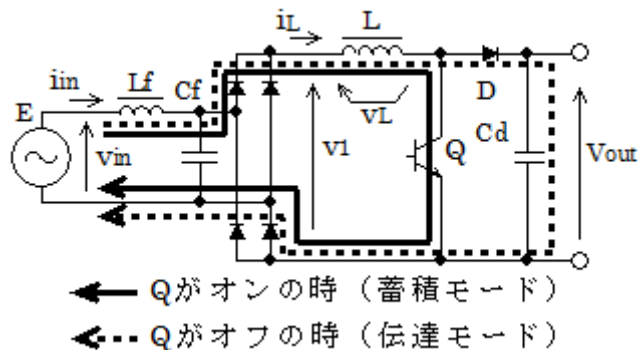 iL
L
iin
Lf
Cf
E
vin
v1
vL
Q
D
Cd
Vout
Qがオンの時（蓄積モード）
Qがオフの時（伝達モード）